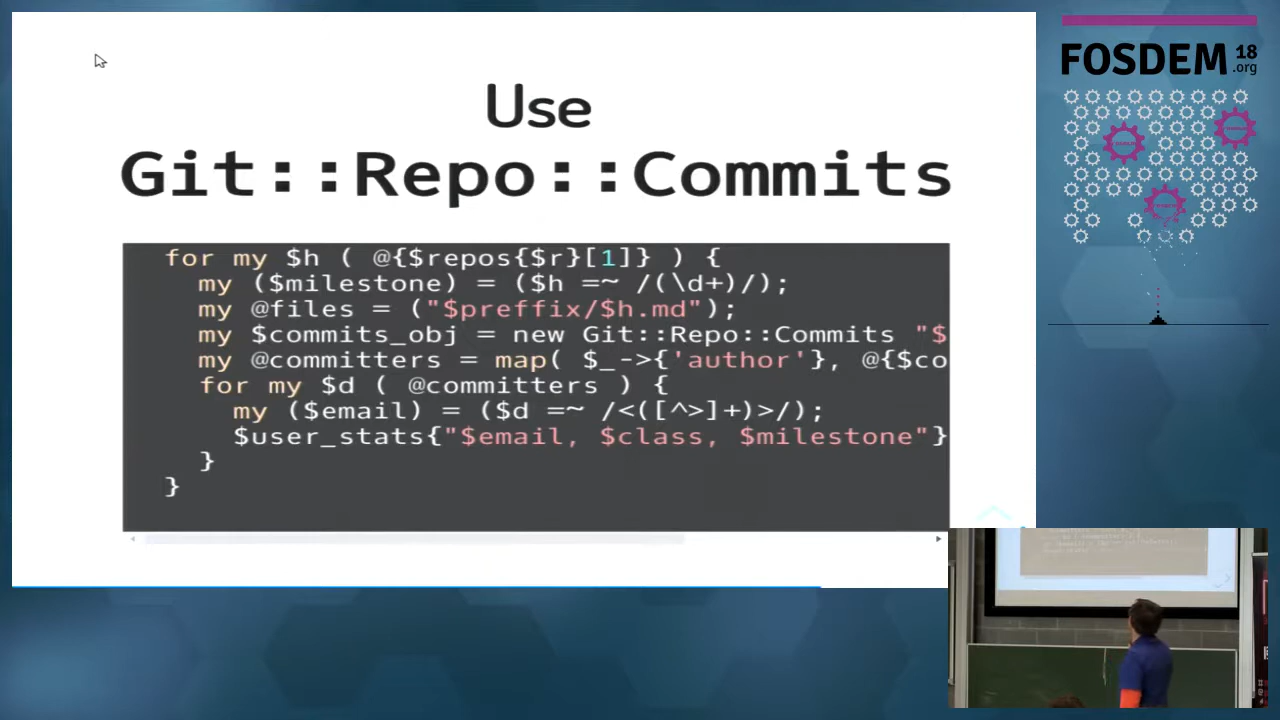 Use
Git::Repo::Commits
for my $h ( @{$repos{$r}[1]} ) {
my ($milestone) = ($h =~ /(\d+)/);
my @files = ("$preffix/$h.md");
my $commits_obj = new Git::Repo::Commits "$
my @committers = map( $_->{'author'}, @{$co
for my $d ( @committers ) {
my ($email) = ($d =~ /<([^>]+)>/);
$user_stats{"$email, $class, $milestone"}
}
}
FOSDEM 18
.org